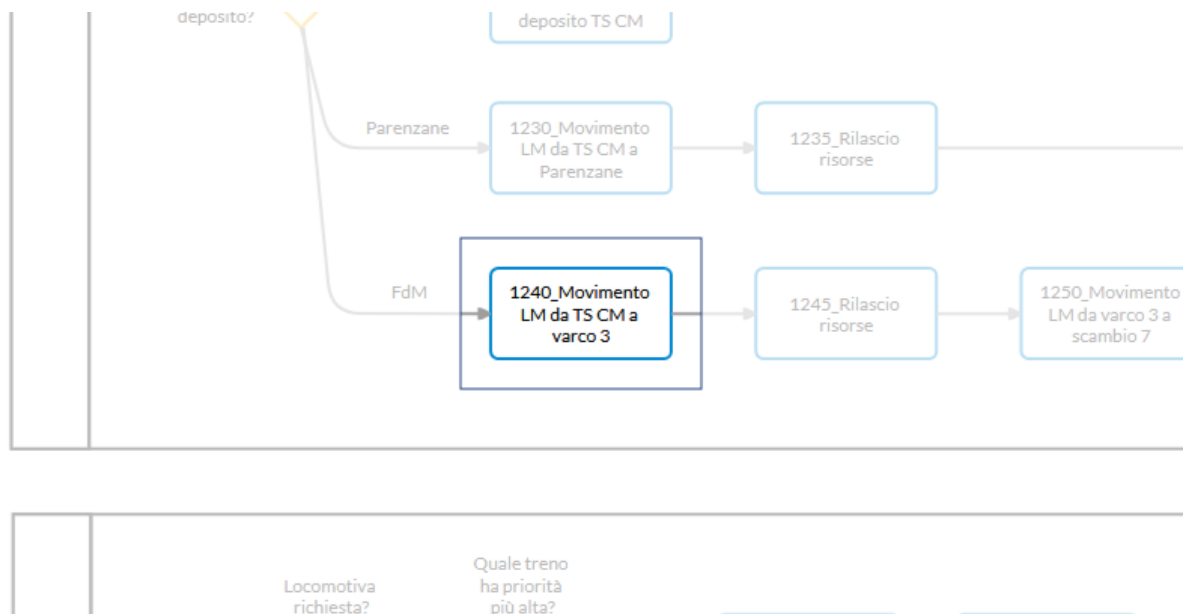 deposito?
deposito TS CM
Parenzane
1230_Movimento
LM da TS CM a
Parenzane
1235_Rilascio
risorse
FdM
1240_Movimento
LM da TS CM a
varco 3
1245_Rilascio
risorse
1250_Movimento
LM da varco 3 a
scambio 7
Locomotiva
richiesta?
Quale treno
ha priorità
più alta?